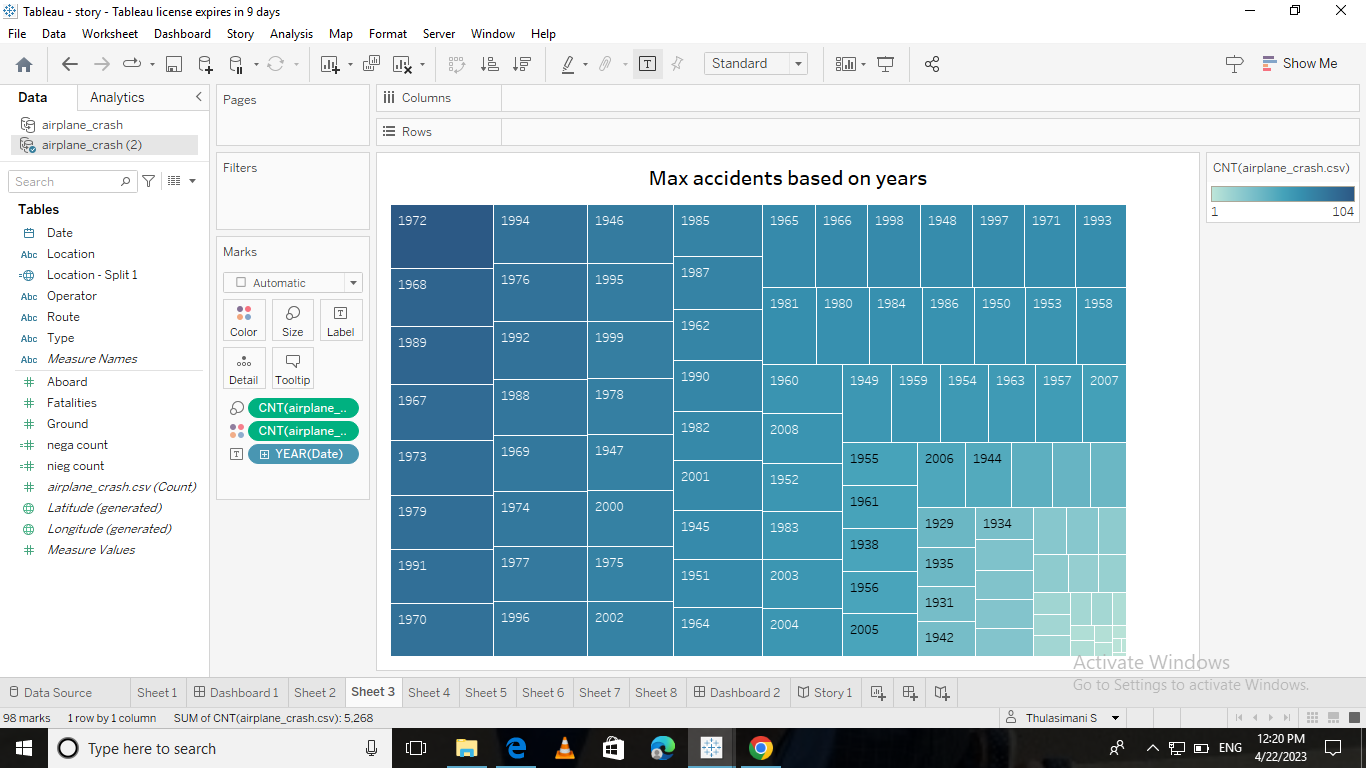 Tableau - story - Tableau license expires in 9 days
File Data Worksheet Dashboard Story Analysis Map Format Server Window Help
Standard
Show Me
Data Analytics
airplane_crash
airplane_crash (2)
Search
Tables
Date
Abc Location
Location - Split 1
Abc Operator
Abc Route
Abc Type
Abc Measure Names
Aboard
Fatalities
Ground
nega count
nieg count
airplane_crash.csv (Count)
Latitude (generated)
Longitude (generated)
Measure Values
Pages
Filters
Marks
Automatic
Color Size Label
Detail Tooltip
CNT(airplane_..
CNT(airplane_..
YEAR(Date)
Columns
Rows
Max accidents based on years
1972 1994 1946 1985 1965 1966 1998 1948 1997 1971 1993
1968 1976 1995 1987 1981 1980 1984 1986 1950 1953 1958
1989 1992 1999 1962
1967 1988 1978 1990 1960 1949 1959 1954 1963 1957 2007
1973 1969 1947 1982 2008 1955 2006 1944
1979 1974 2000 2001 1952 1961 1929 1934
1991 1977 1975 1945 1983 1938 1935
1970 1996 2002 1951 2003 1956 1931
1964 2004 2005 1942
CNT(airplane_crash.csv)
1 104
Activate Windows
Go to Settings to activate Windows.
Data Source Sheet 1 Dashboard 1 Sheet 2 Sheet 3 Sheet 4 Sheet 5 Sheet 6 Sheet 7 Sheet 8 Dashboard 2 Story 1
98 marks 1 row by 1 column SUM of CNT(airplane_crash.csv): 5,268
Thulasimani S
Type here to search
ENG
12:20 PM
4/22/2023